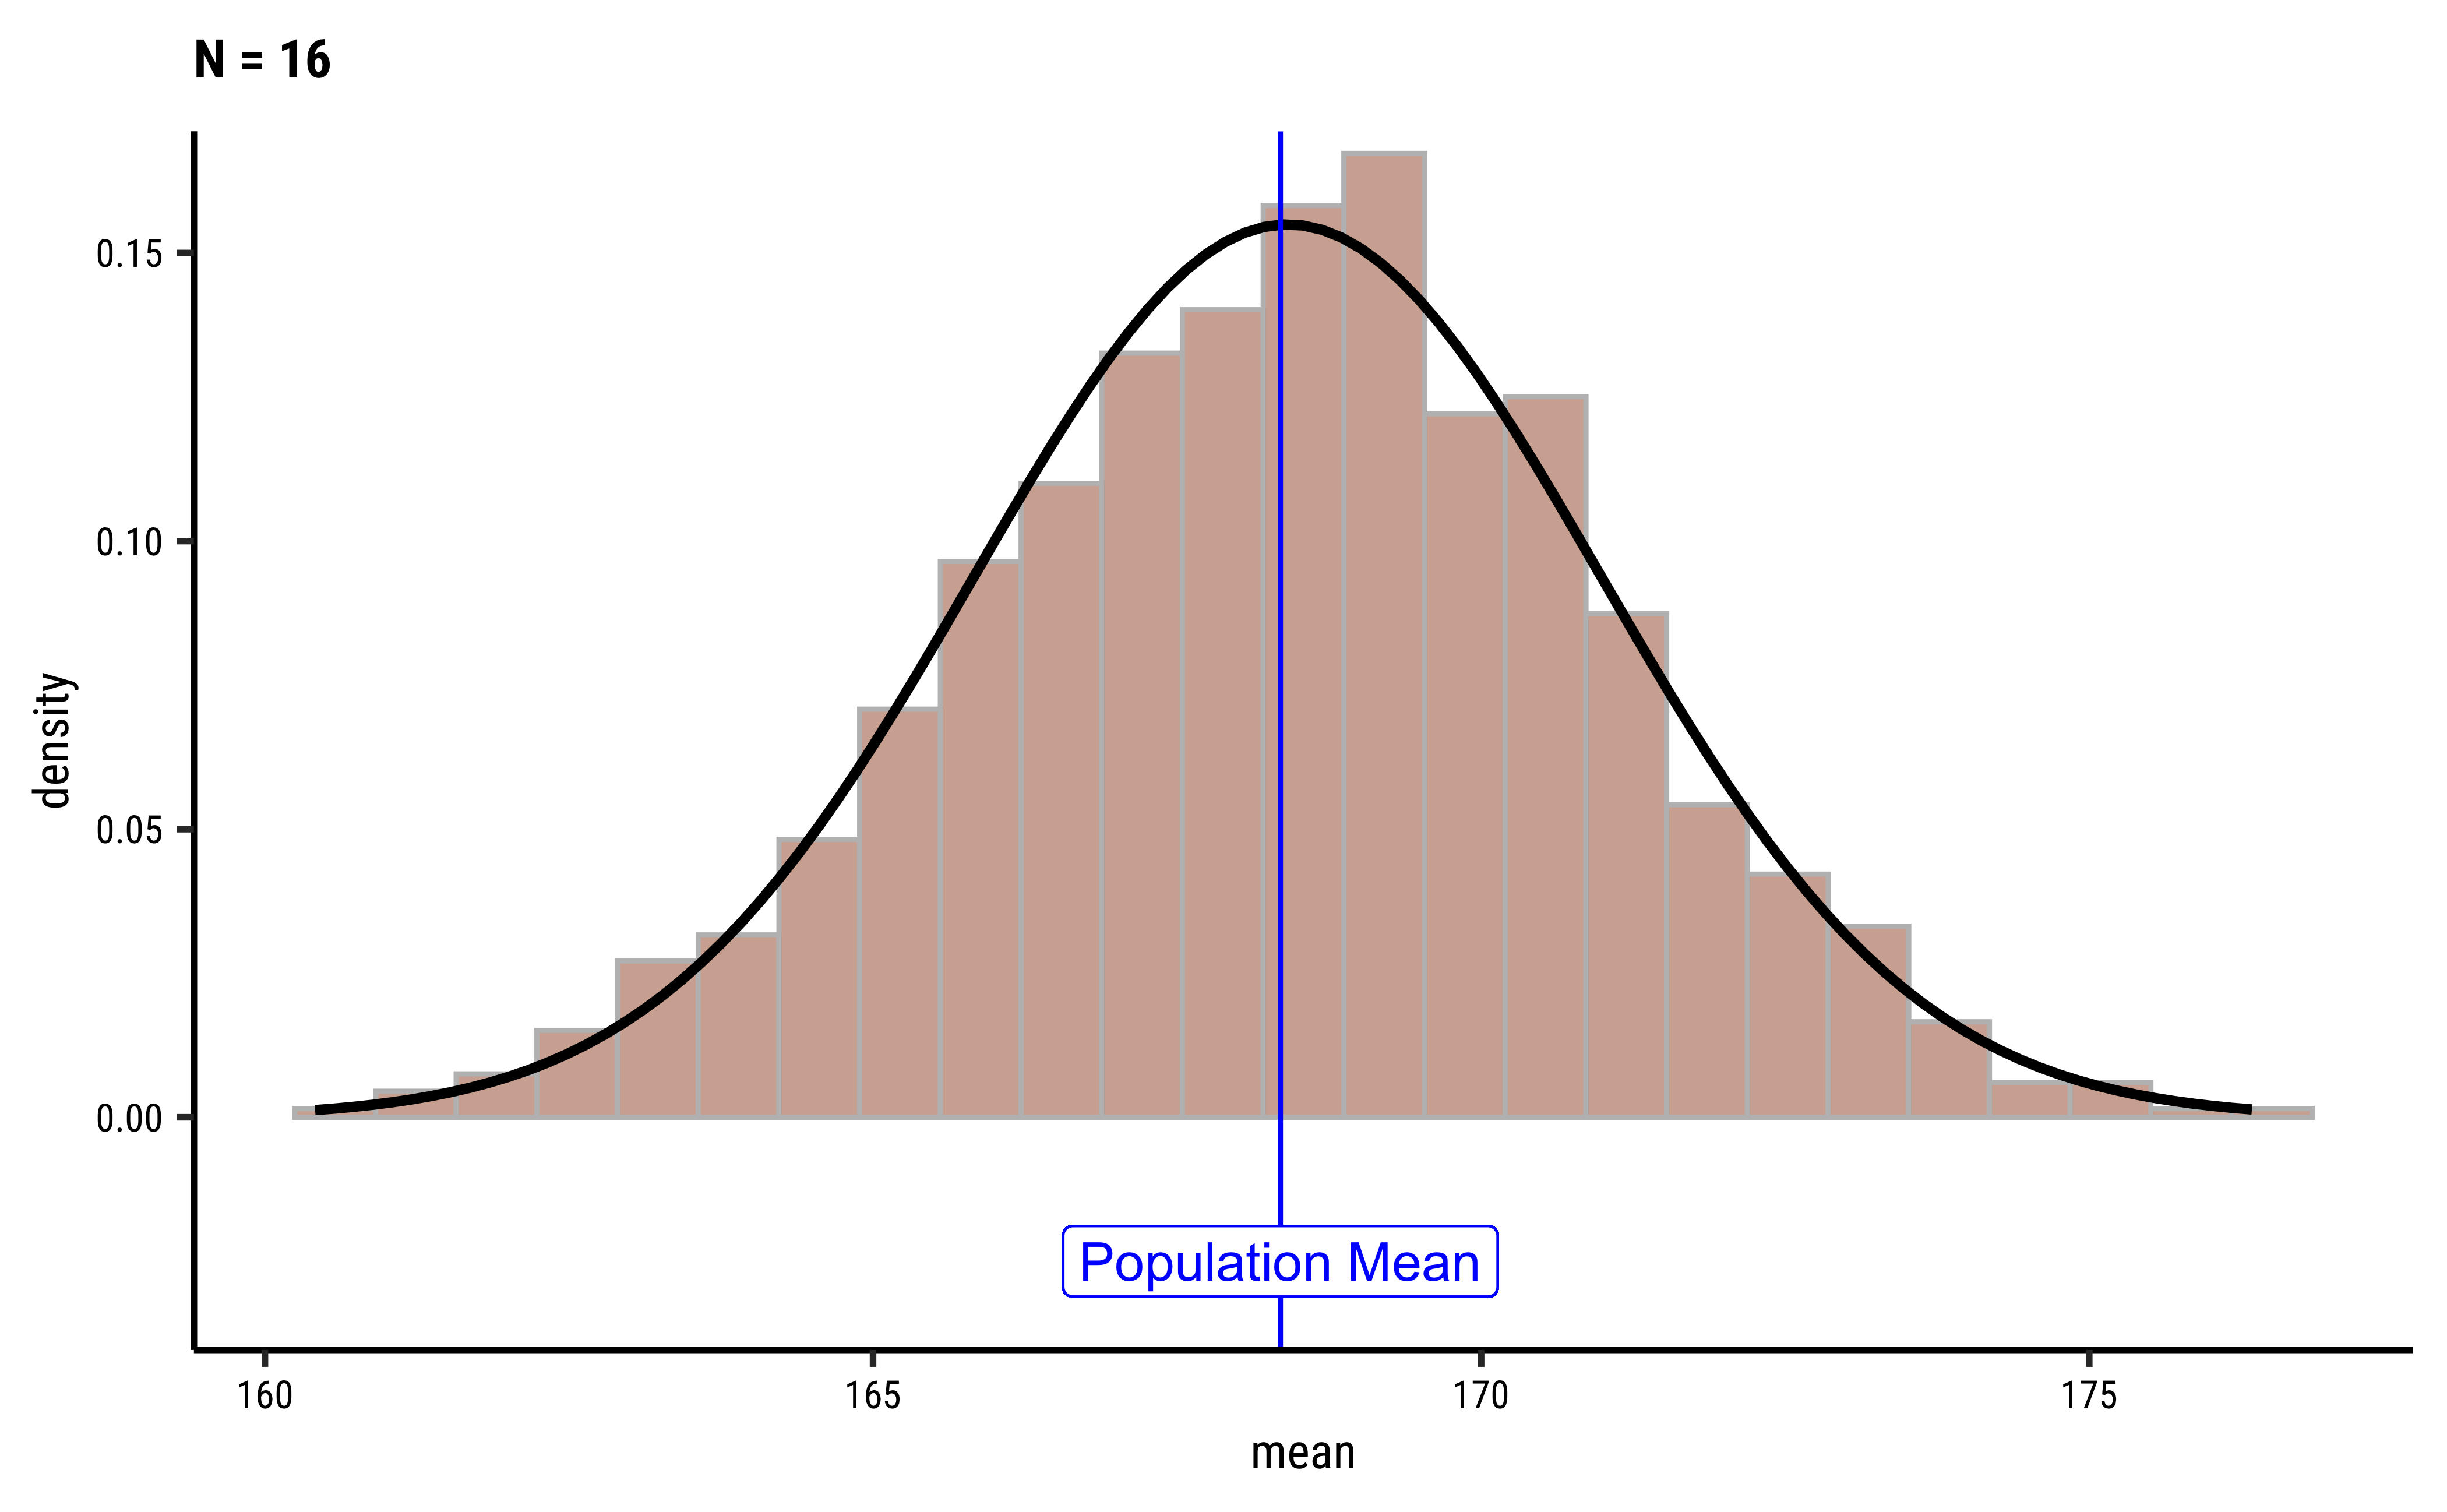 N = 16
0.15
0.10
0.05
0.00
density
Population Mean
160 165 170 175
mean